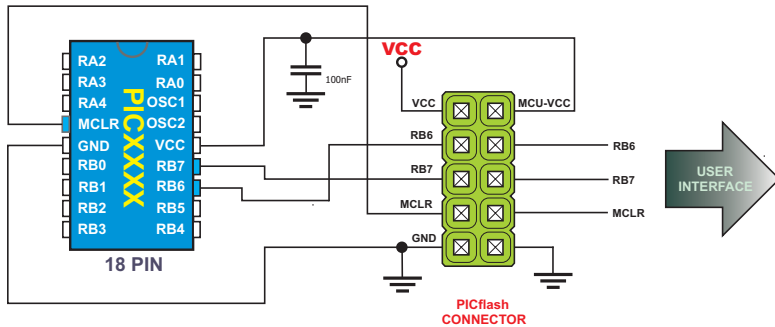 RA2 RA1
RA3 RA0
RA4 OSC1
MCLR OSC2
GND VCC
RB0 RB7
RB1 RB6
RB2 RB5
RB3 RB4
PICXXXX
18 PIN
100nF
VCC
VCC MCU-VCC
RB6 RB6
RB7 RB7
MCLR MCLR
GND
PICflash
CONNECTOR
USER
INTERFACE